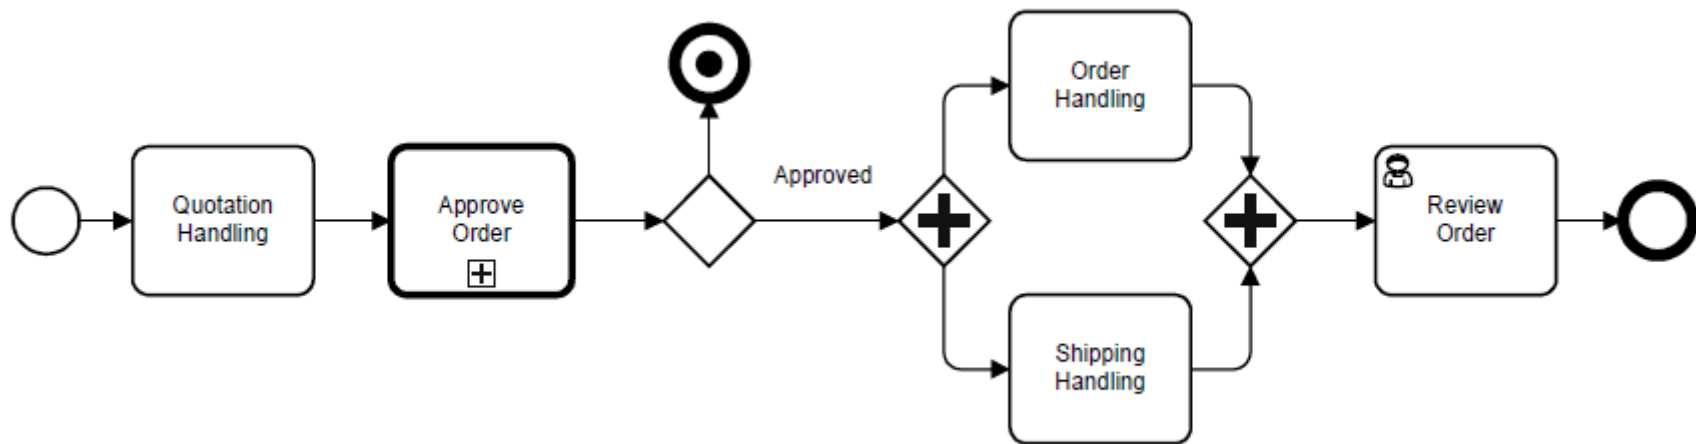 Quotation
Handling
Approve
Order
Approved
Order
Handling
Shipping
Handling
Review
Order